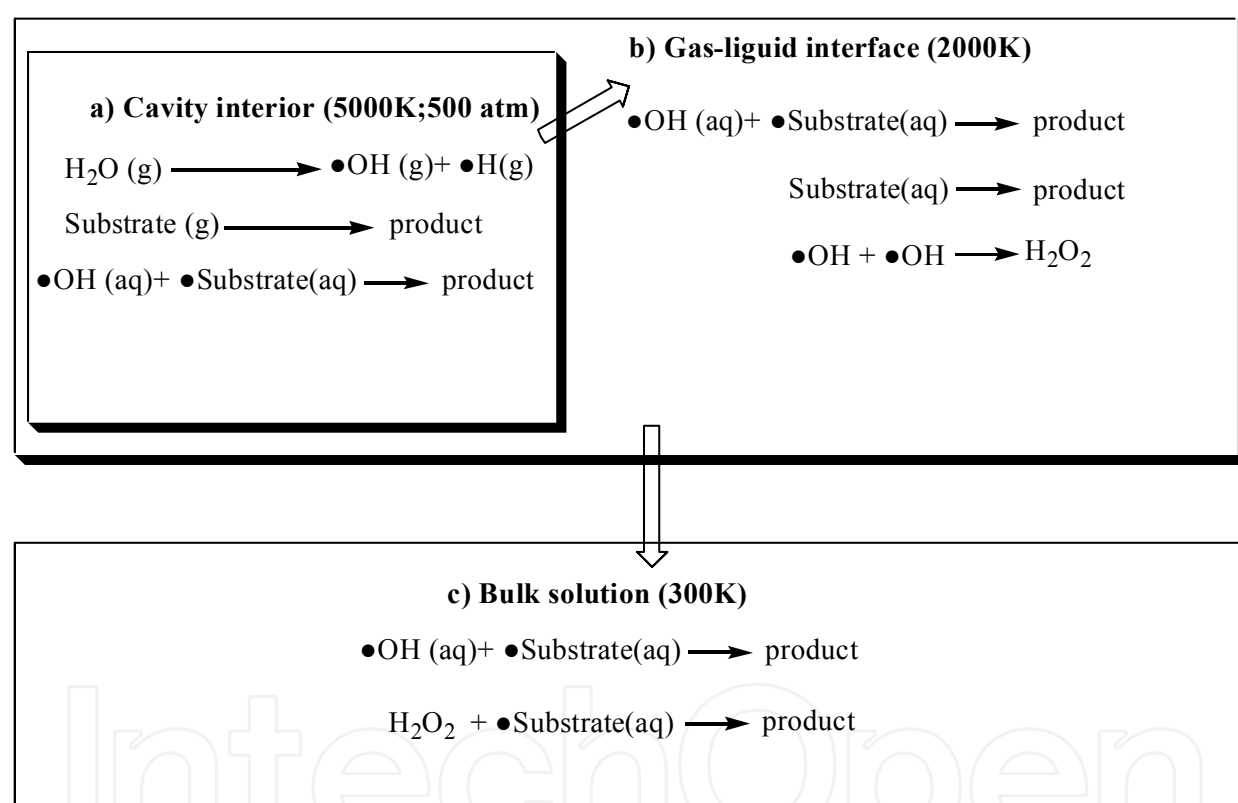 a) Cavity interior (5000K;500 atm)
H₂O (g) ⟶ ●OH (g)+ ●H(g)
Substrate (g) ⟶ product
●OH (aq)+ ●Substrate(aq) ⟶ product
b) Gas-liguid interface (2000K)
●OH (aq)+ ●Substrate(aq) ⟶ product
Substrate(aq) ⟶ product
●OH + ●OH ⟶ H₂O₂
c) Bulk solution (300K)
●OH (aq)+ ●Substrate(aq) ⟶ product
H₂O₂ + ●Substrate(aq) ⟶ product
IntechOpen